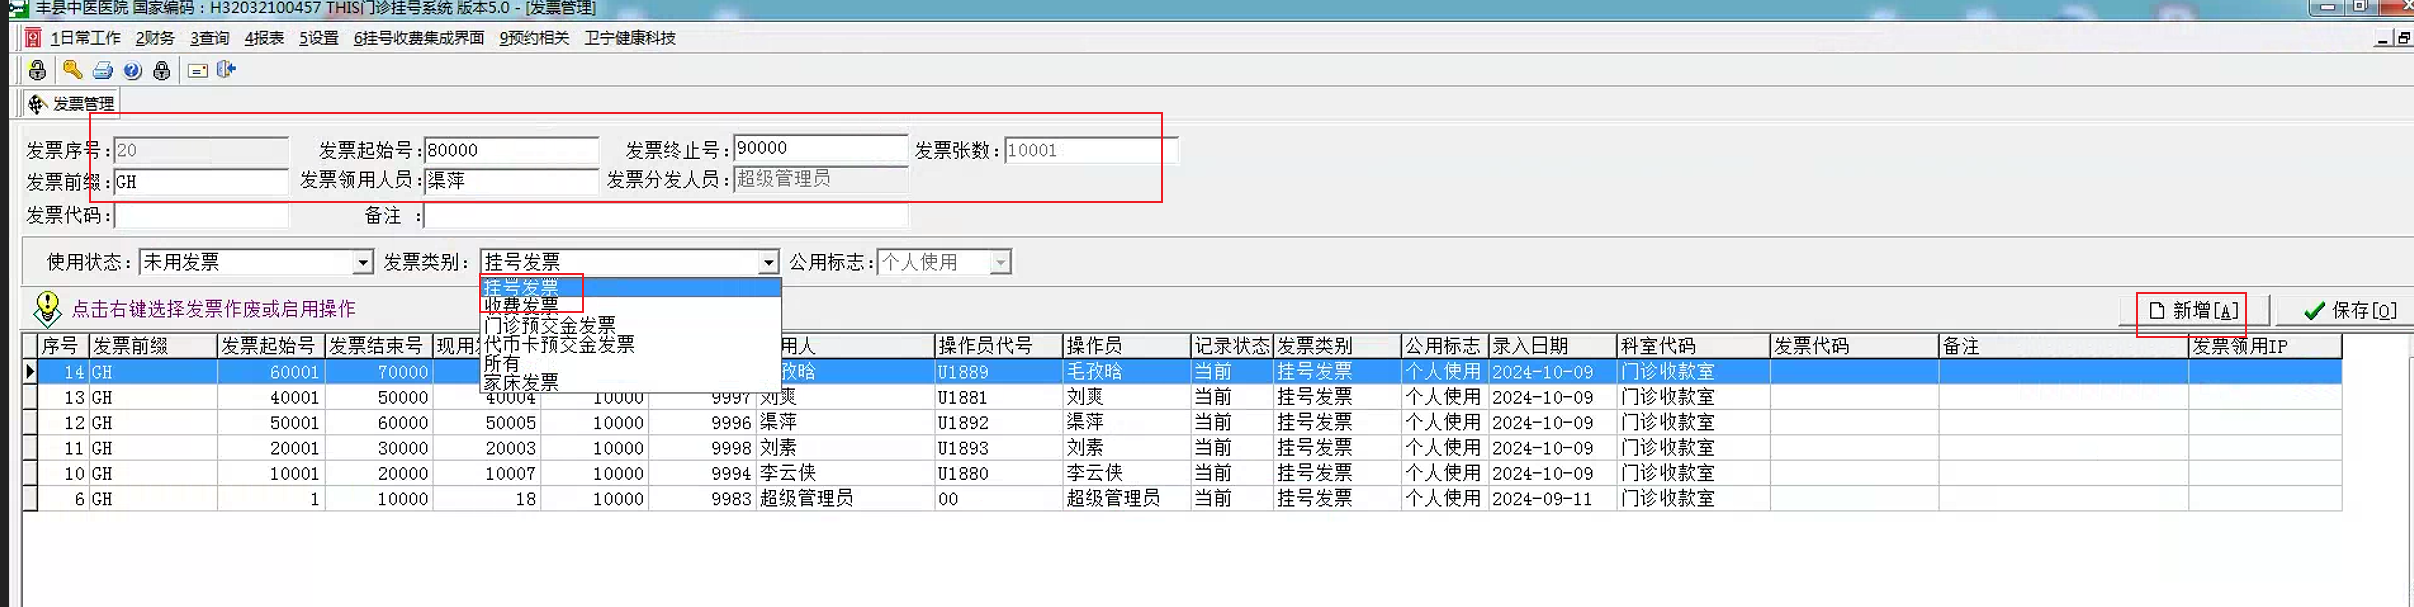 丰县中医医院 国家编码：H32032100457 THIS门诊挂号系统 版本5.0 - [发票管理]
1日常工作 2财务 3查询 4报表 5设置 6挂号收费集成界面 9预约相关 卫宁健康科技
发票管理
发票序号:20 发票起始号:80000 发票终止号:90000 发票张数:10001
发票前缀:GH 发票领用人员:渠萍 发票分发人员:超级管理员
发票代码: 备注 :
使用状态:未用发票 发票类别:挂号发票 公用标志:个人使用
挂号发票
收费发票
门诊预交金发票
代币卡预交金发票
所有
家床发票
点击右键选择发票作废或启用操作 新增[A] 保存[O]
序号 发票前缀 发票起始号 发票结束号 现用 用人 操作员代号 操作员 记录状态 发票类别 公用标志 录入日期 科室代码 发票代码 备注 发票领用IP
14 GH 60001 70000 孜晗 U1889 毛孜晗 当前 挂号发票 个人使用 2024-10-09 门诊收款室
13 GH 40001 50000 40004 10000 9997 刘爽 U1881 刘爽 当前 挂号发票 个人使用 2024-10-09 门诊收款室
12 GH 50001 60000 50005 10000 9996 渠萍 U1892 渠萍 当前 挂号发票 个人使用 2024-10-09 门诊收款室
11 GH 20001 30000 20003 10000 9998 刘素 U1893 刘素 当前 挂号发票 个人使用 2024-10-09 门诊收款室
10 GH 10001 20000 10007 10000 9994 李云侠 U1880 李云侠 当前 挂号发票 个人使用 2024-10-09 门诊收款室
6 GH 1 10000 18 10000 9983 超级管理员 00 超级管理员 当前 挂号发票 个人使用 2024-09-11 门诊收款室